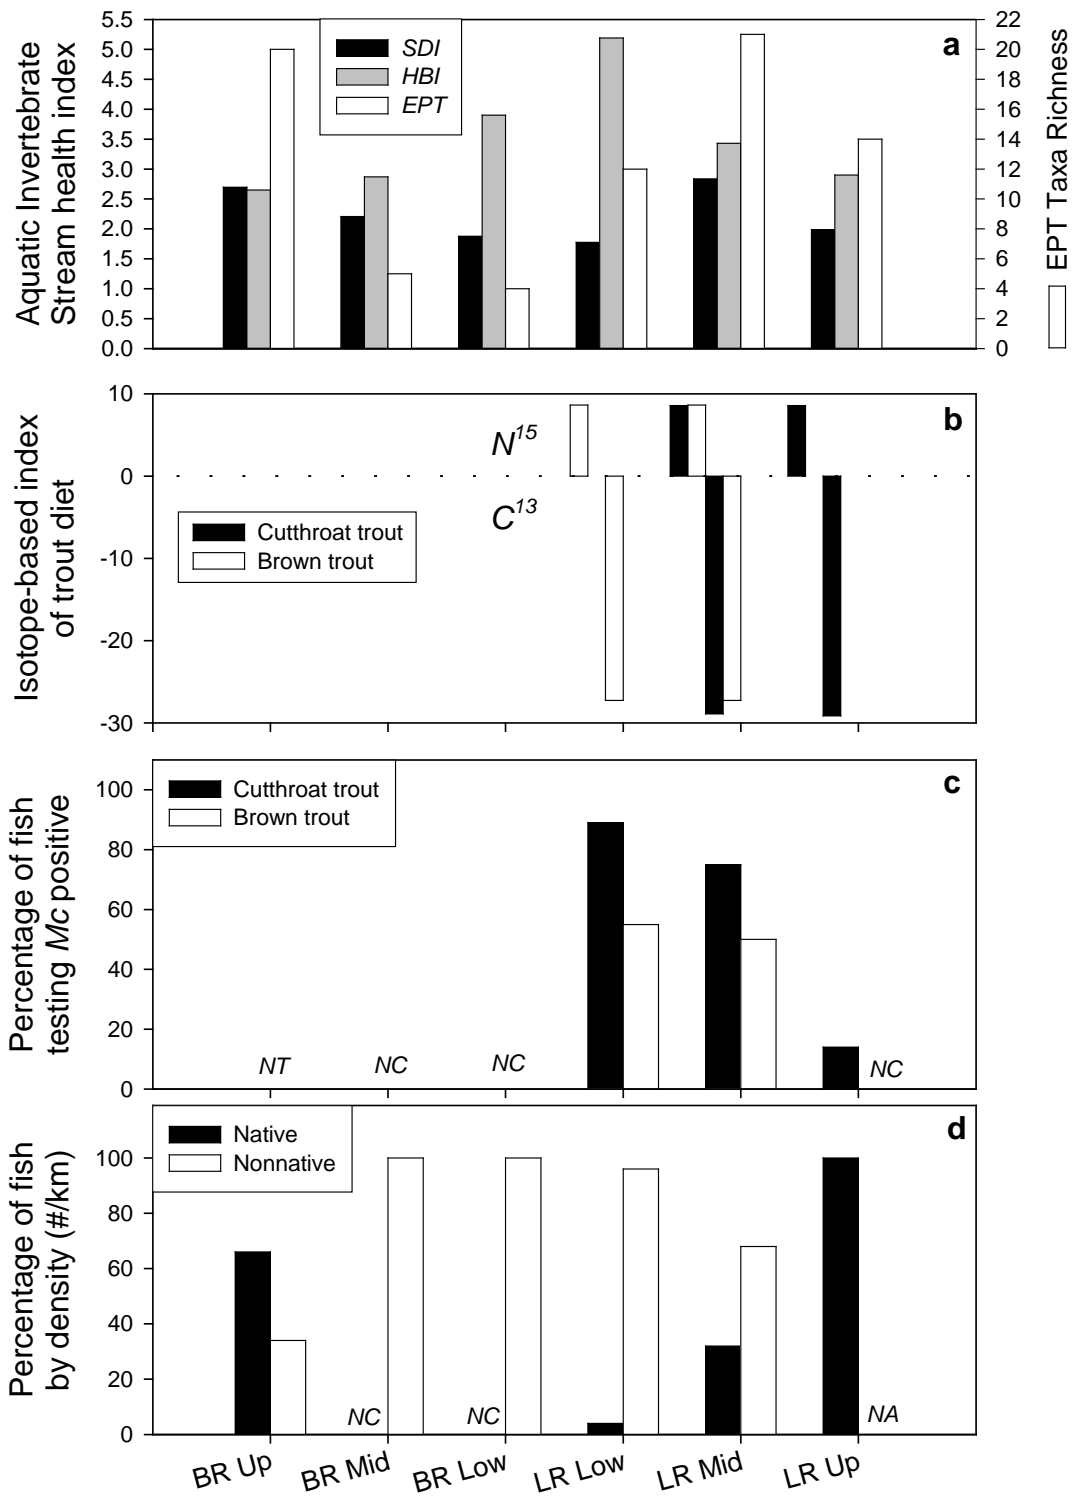 Aquatic Invertebrate
Stream health index
5.5
5.0
4.5
4.0
3.5
3.0
2.5
2.0
1.5
1.0
0.5
0.0
SDI
HBI
EPT
a
22
20
18
16
14
12
10
8
6
4
2
0
EPT Taxa Richness
Isotope-based index
of trout diet
10
0
-10
-20
-30
N15
C13
Cutthroat trout
Brown trout
b
Percentage of fish
testing Mc positive
100
80
60
40
20
0
Cutthroat trout
Brown trout
c
NT
NC
NC
NC
Percentage of fish
by density (#/km)
100
80
60
40
20
0
Native
Nonnative
d
NC
NC
NA
BR Up
BR Mid
BR Low
LR Low
LR Mid
LR Up